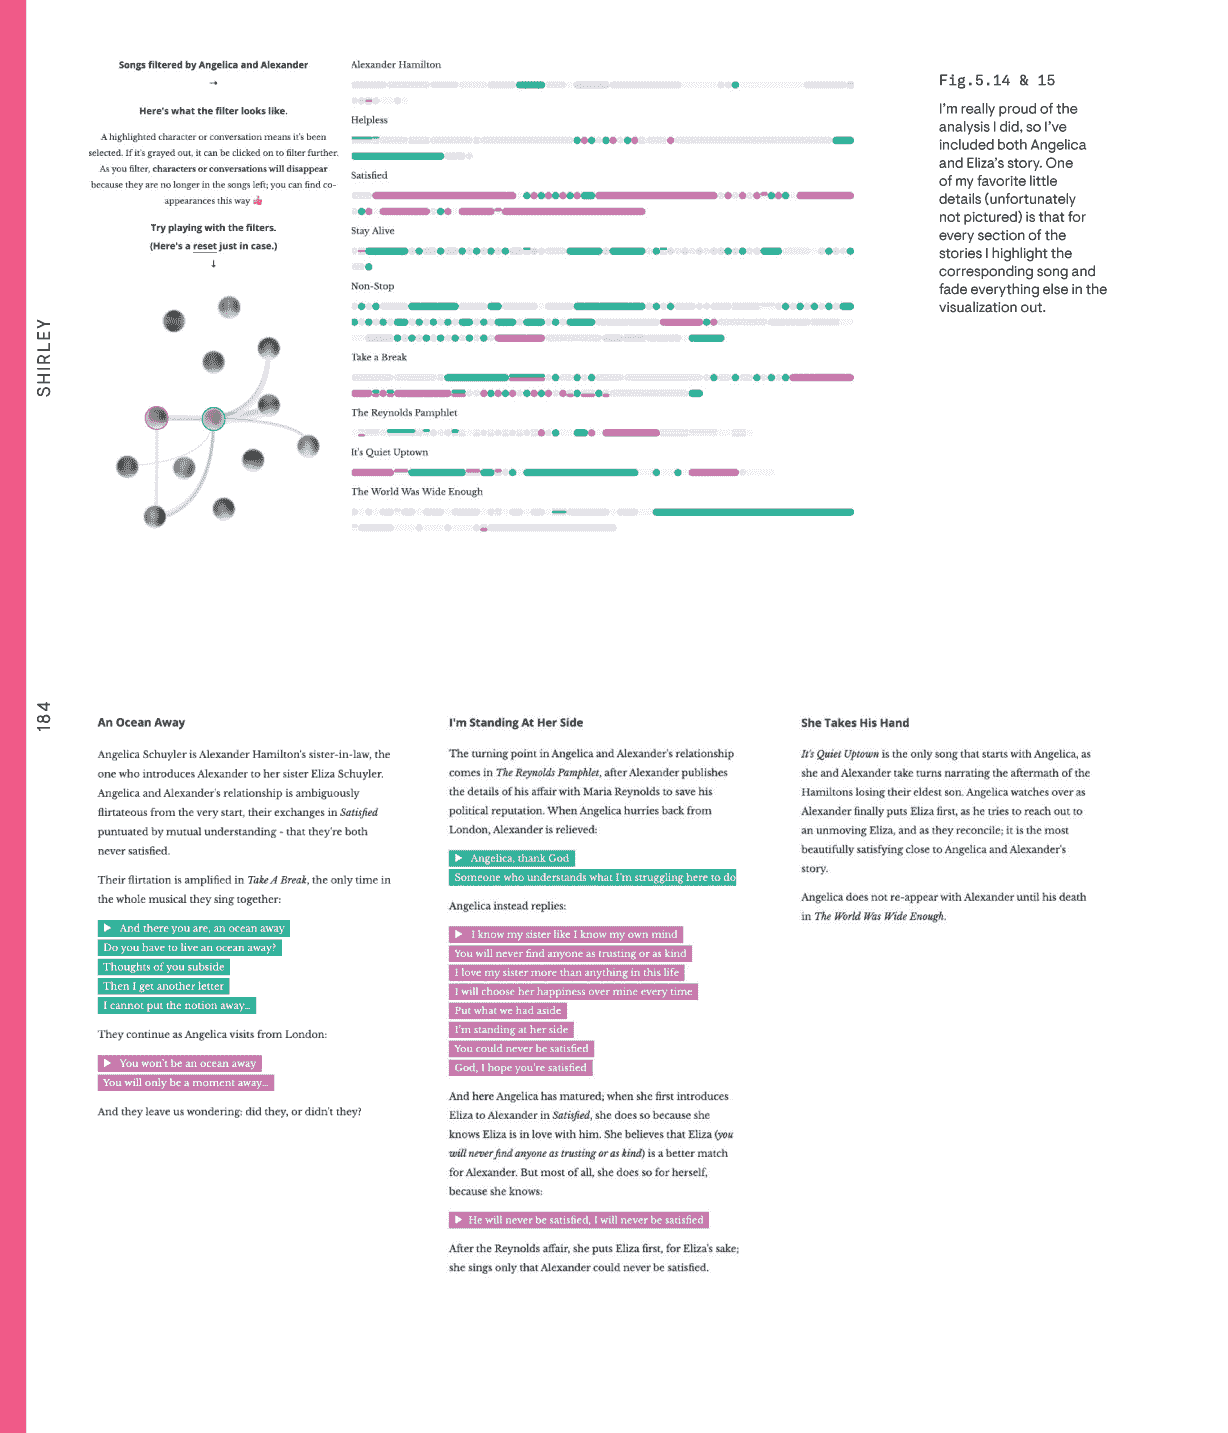 SHIRLEY
184
Songs filtered by Angelica and Alexander
→
Here's what the filter looks like.
A highlighted character or conversation means it's been
selected. If it's grayed out, it can be clicked on to filter further.
As you filter, characters or conversations will disappear
because they are no longer in the songs left; you can find co-
appearances this way 👍
Try playing with the filters.
(Here's a reset just in case.)
↓
Alexander Hamilton
Helpless
Satisfied
Stay Alive
Non-Stop
Take a Break
The Reynolds Pamphlet
It's Quiet Uptown
The World Was Wide Enough
Fig.5.14 & 15
I'm really proud of the
analysis I did, so I've
included both Angelica
and Eliza's story. One
of my favorite little
details (unfortunately
not pictured) is that for
every section of the
stories I highlight the
corresponding song and
fade everything else in the
visualization out.
An Ocean Away
Angelica Schuyler is Alexander Hamilton's sister-in-law, the
one who introduces Alexander to her sister Eliza Schuyler.
Angelica and Alexander's relationship is ambiguously
flirtateous from the very start, their exchanges in Satisfied
puntuated by mutual understanding - that they're both
never satisfied.
Their flirtation is amplified in Take A Break, the only time in
the whole musical they sing together:
▶ And there you are, an ocean away
Do you have to live an ocean away?
Thoughts of you subside
Then I get another letter
I cannot put the notion away...
They continue as Angelica visits from London:
▶ You won't be an ocean away
You will only be a moment away...
And they leave us wondering: did they, or didn't they?
I'm Standing At Her Side
The turning point in Angelica and Alexander's relationship
comes in The Reynolds Pamphlet, after Alexander publishes
the details of his affair with Maria Reynolds to save his
political reputation. When Angelica hurries back from
London, Alexander is relieved:
▶ Angelica, thank God
Someone who understands what I'm struggling here to do
Angelica instead replies:
▶ I know my sister like I know my own mind
You will never find anyone as trusting or as kind
I love my sister more than anything in this life
I will choose her happiness over mine every time
Put what we had aside
I'm standing at her side
You could never be satisfied
God, I hope you're satisfied
And here Angelica has matured; when she first introduces
Eliza to Alexander in Satisfied, she does so because she
knows Eliza is in love with him. She believes that Eliza (you
will never find anyone as trusting or as kind) is a better match
for Alexander. But most of all, she does so for herself,
because she knows:
▶ He will never be satisfied, I will never be satisfied
After the Reynolds affair, she puts Eliza first, for Eliza's sake;
she sings only that Alexander could never be satisfied.
She Takes His Hand
It's Quiet Uptown is the only song that starts with Angelica, as
she and Alexander take turns narrating the aftermath of the
Hamiltons losing their eldest son. Angelica watches over as
Alexander finally puts Eliza first, as he tries to reach out to
an unmoving Eliza, and as they reconcile; it is the most
beautifully satisfying close to Angelica and Alexander's
story.
Angelica does not re-appear with Alexander until his death
in The World Was Wide Enough.